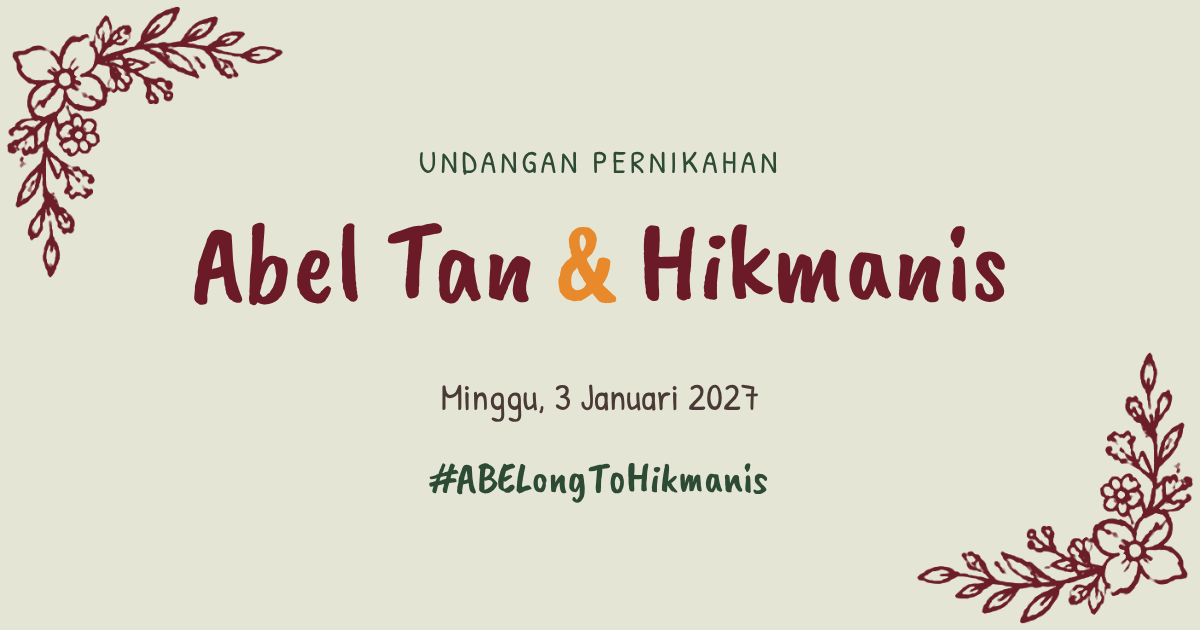 UNDANGAN PERNIKAHAN
Abel Tan & Hikmanis
Minggu, 3 Januari 2027
#ABELongToHikmanis